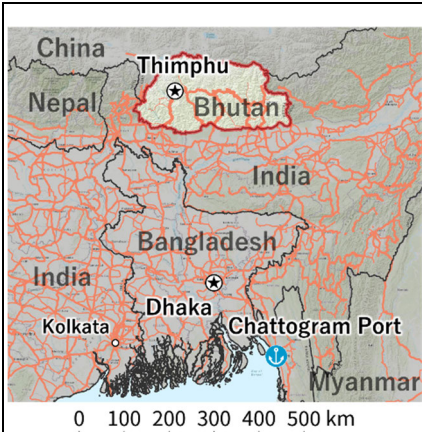 China
Thimphu
Nepal
Bhutan
India
Bangladesh
India
Dhaka
Kolkata
Chattogram Port
Myanmar
0 100 200 300 400 500 km